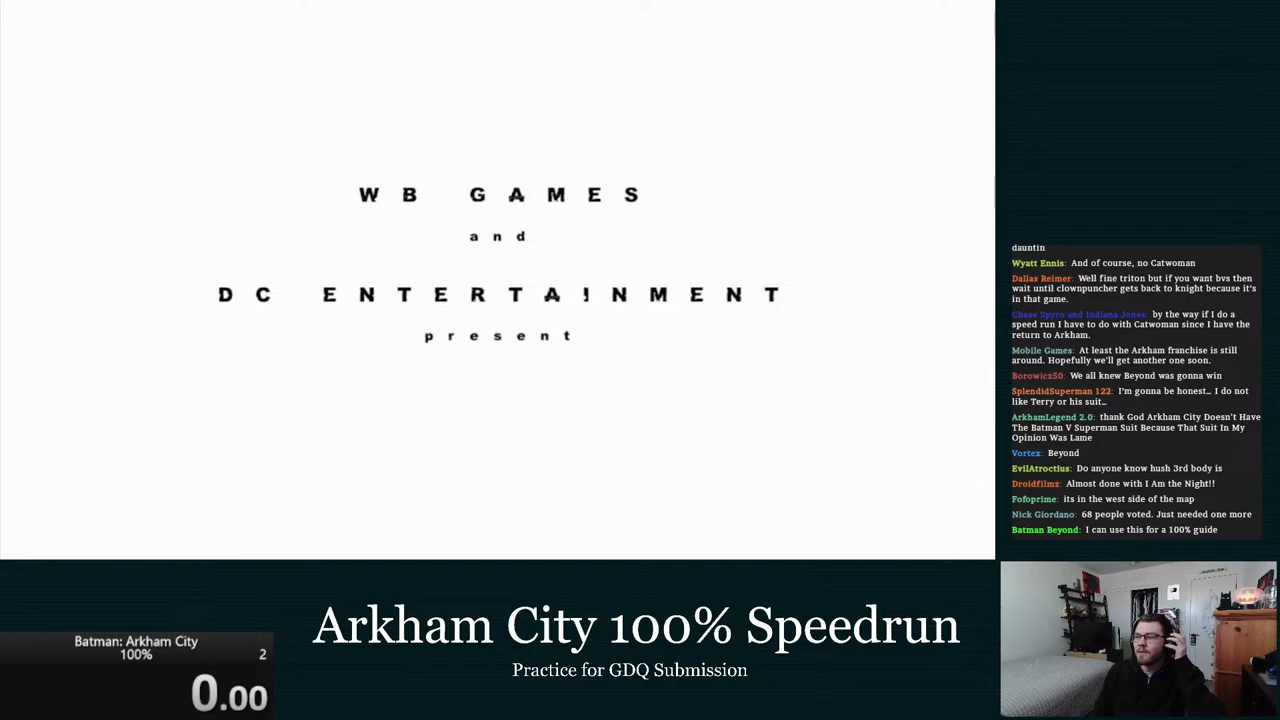 WB GAMES
and
DC ENTERTAINMENT
present
dauntin
Wyatt Ennis: And of course, no Catwoman
Dallas Reimer: Well fine triton but if you want bvs then
wait until clownpuncher gets back to knight because it's
in that game.
Chase Spyro and Indiana Jones: by the way if I do a
speed run I have to do with Catwoman since I have the
return to Arkham.
Mobile Games: At least the Arkham franchise is still
around. Hopefully we'll get another one soon.
Borowicz50: We all knew Beyond was gonna win
SplendidSuperman 122: I'm gonna be honest... I do not
like Terry or his suit...
ArkhamLegend 2.0: thank God Arkham City Doesn't Have
The Batman V Superman Suit Because That Suit In My
Opinion Was Lame
Vortex: Beyond
EvilAtroctius: Do anyone know hush 3rd body is
Droidfilmz: Almost done with I Am the Night!!
Fofoprime: its in the west side of the map
Nick Giordano: 68 people voted. Just needed one more
Batman Beyond: I can use this for a 100% guide
Arkham City 100% Speedrun
Practice for GDQ Submission
Batman: Arkham City
100% 2
0.00